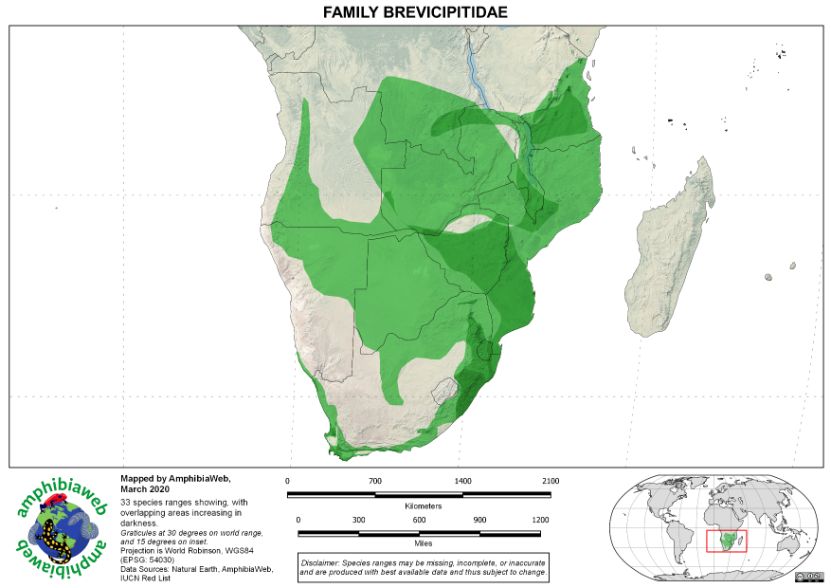 FAMILY BREVICIPITIDAE
amphibiaweb
amphibiaweb
Mapped by AmphibiaWeb,
March 2020
33 species ranges showing, with
overlapping areas increasing in
darkness.
Graticules at 30 degrees on world range,
and 15 degrees on inset.
Projection is World Robinson, WGS84
(EPSG: 54030)
Data Sources: Natural Earth, AmphibiaWeb,
IUCN Red List
0 700 1400 2100
Kilometers
0 300 600 900 1200
Miles
Disclaimer: Species ranges may be missing, incomplete, or inaccurate
and are produced with best available data and thus subject to change.